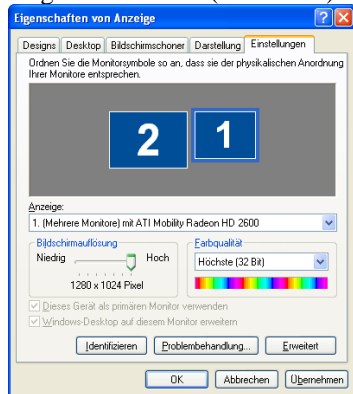 Eigenschaften von Anzeige
Designs Desktop Bildschirmschoner Darstellung Einstellungen
Ordnen Sie die Monitorsymbole so an, dass sie der physikalischen Anordnung
Ihrer Monitore entsprechen.
2 1
Anzeige:
1. (Mehrere Monitore) mit ATI Mobility Radeon HD 2600
Bildschirmauflösung
Niedrig Hoch
1280 x 1024 Pixel
Farbqualität
Höchste (32 Bit)
Dieses Gerät als primären Monitor verwenden
Windows-Desktop auf diesem Monitor erweitern
Identifizieren Problembehandlung... Erweitert
OK Abbrechen Übernehmen